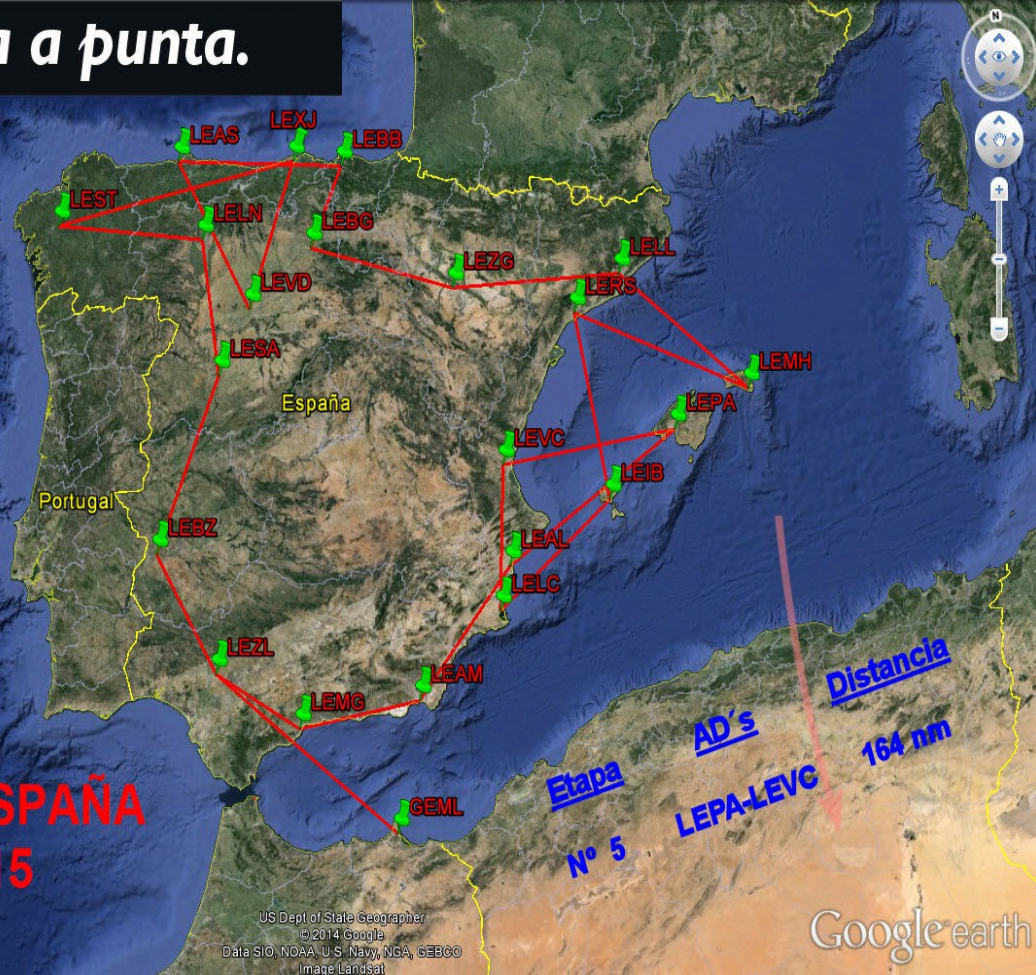 a punta.
LEXJ
LEAS
LEBB
LEST
LELN
LEBG
LEZG
LELL
LEVD
LERS
LESA
LEMH
España
LEPA
LEVC
LEIB
Portugal
LEBZ
LEAL
LELC
LEZL
LEAM
LEMG
GEML
Etapa AD´s Distancia
Nº 5 LEPA-LEVC 164 nm
SPAÑA
15
US Dept of State Geographer
© 2014 Google
Data SIO, NOAA, U.S. Navy, NGA, GEBCO
Image Landsat
Google earth
N